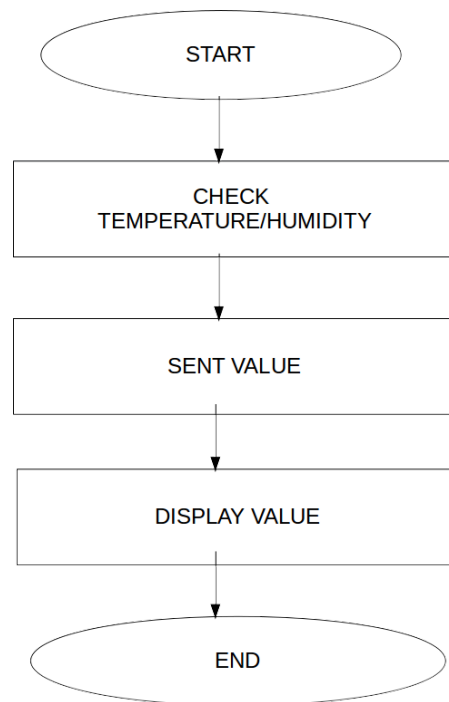 START
CHECK
TEMPERATURE/HUMIDITY
SENT VALUE
DISPLAY VALUE
END